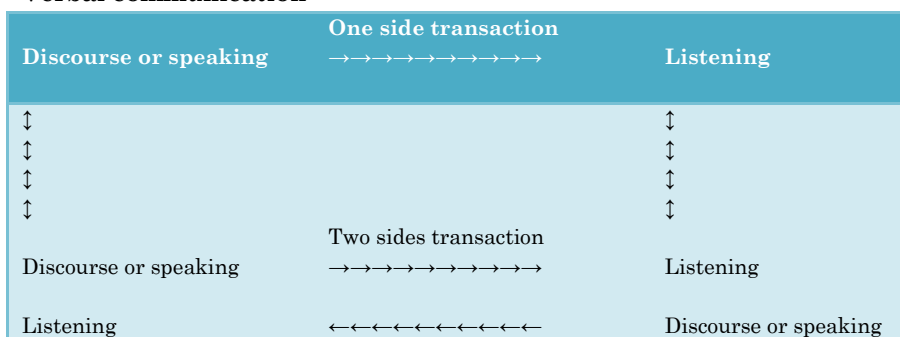 Verbal communication
One side transaction
Discourse or speaking →→→→→→→→→→ Listening
↕ ↕
↕ ↕
↕ ↕
↕ ↕
Two sides transaction
Discourse or speaking →→→→→→→→→→ Listening
Listening ←←←←←←←←←← Discourse or speaking